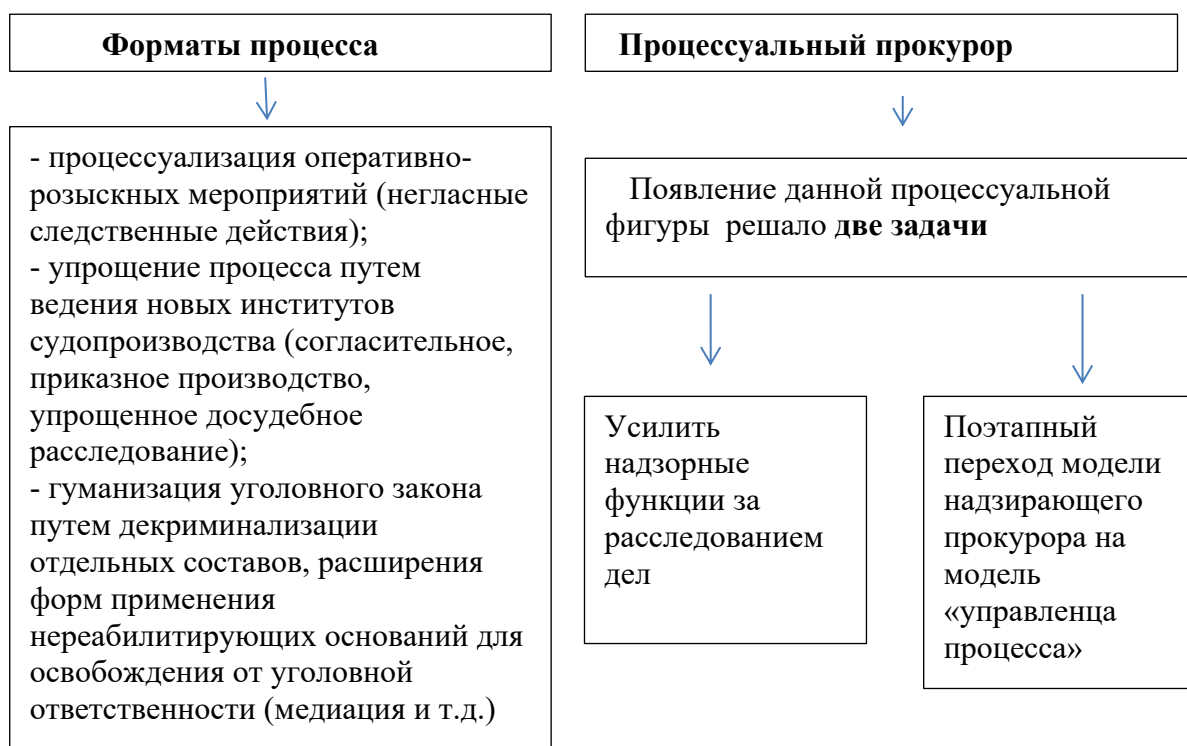 Форматы процесса
- процессуализация оперативно-
розыскных мероприятий (негласные
следственные действия);
- упрощение процесса путем
ведения новых институтов
судопроизводства (согласительное,
приказное производство,
упрощенное досудебное
расследование);
- гуманизация уголовного закона
путем декриминализации
отдельных составов, расширения
форм применения
нереабилитирующих оснований для
освобождения от уголовной
ответственности (медиация и т.д.)
Процессуальный прокурор
Появление данной процессуальной
фигуры решало две задачи
Усилить
надзорные
функции за
расследованием
дел
Поэтапный
переход модели
надзирающего
прокурора на
модель
«управленца
процесса»